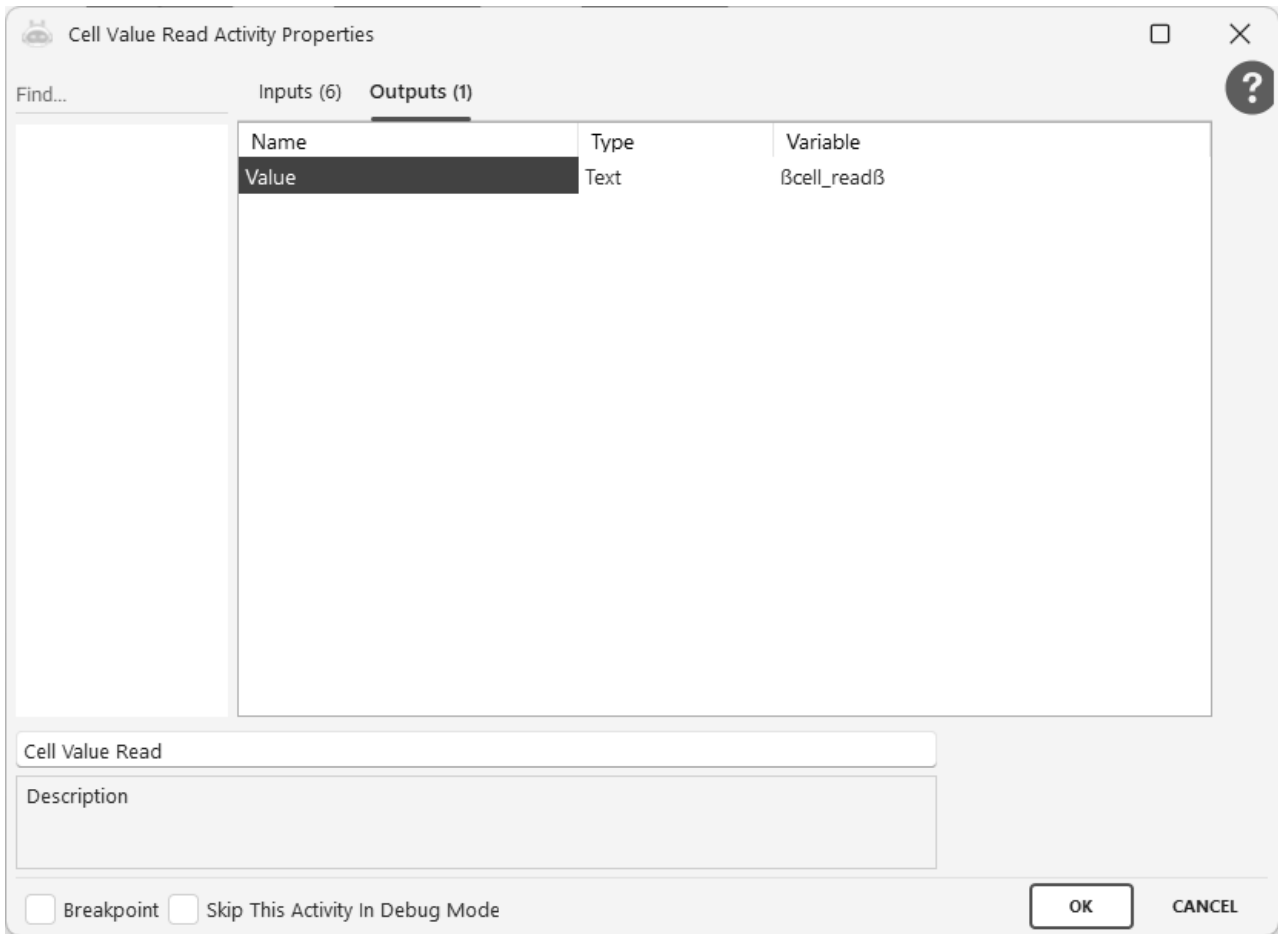 Cell Value Read Activity Properties
Find...
Inputs (6) Outputs (1)
?
Name Type Variable
Value Text ßcell_readß
Cell Value Read
Description
Breakpoint Skip This Activity In Debug Mode OK CANCEL